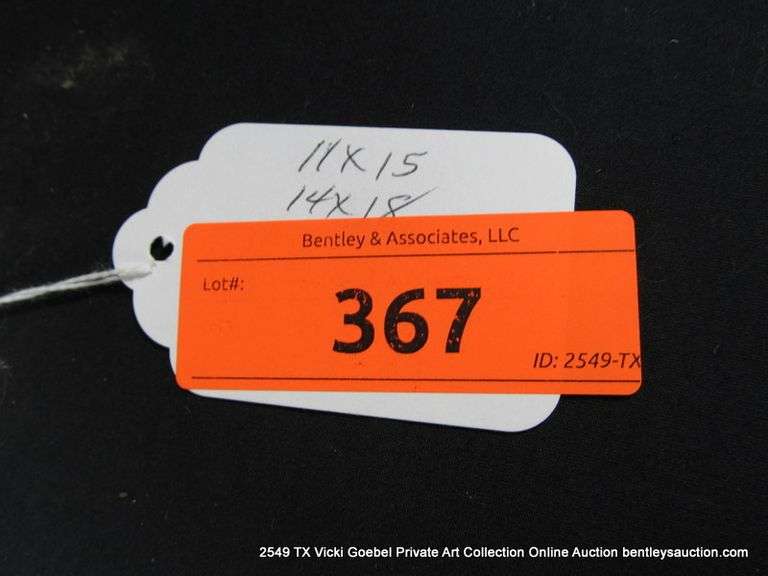 11X15
14X18
Bentley & Associates, LLC
Lot#:
367
ID: 2549-TX
2549 TX Vicki Goebel Private Art Collection Online Auction bentleysauction.com